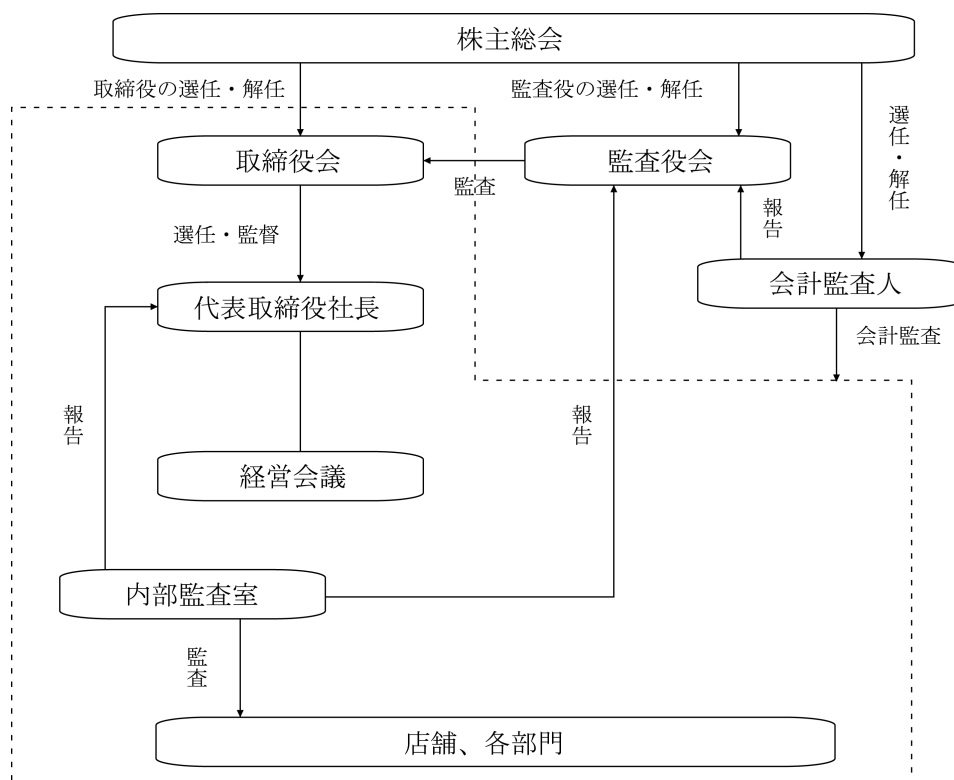 株主総会
取締役の選任・解任
監査役の選任・解任
選任・解任
取締役会
監査
監査役会
報告
選任・監督
会計監査人
代表取締役社長
会計監査
報告
報告
経営会議
内部監査室
監査
店舗、各部門